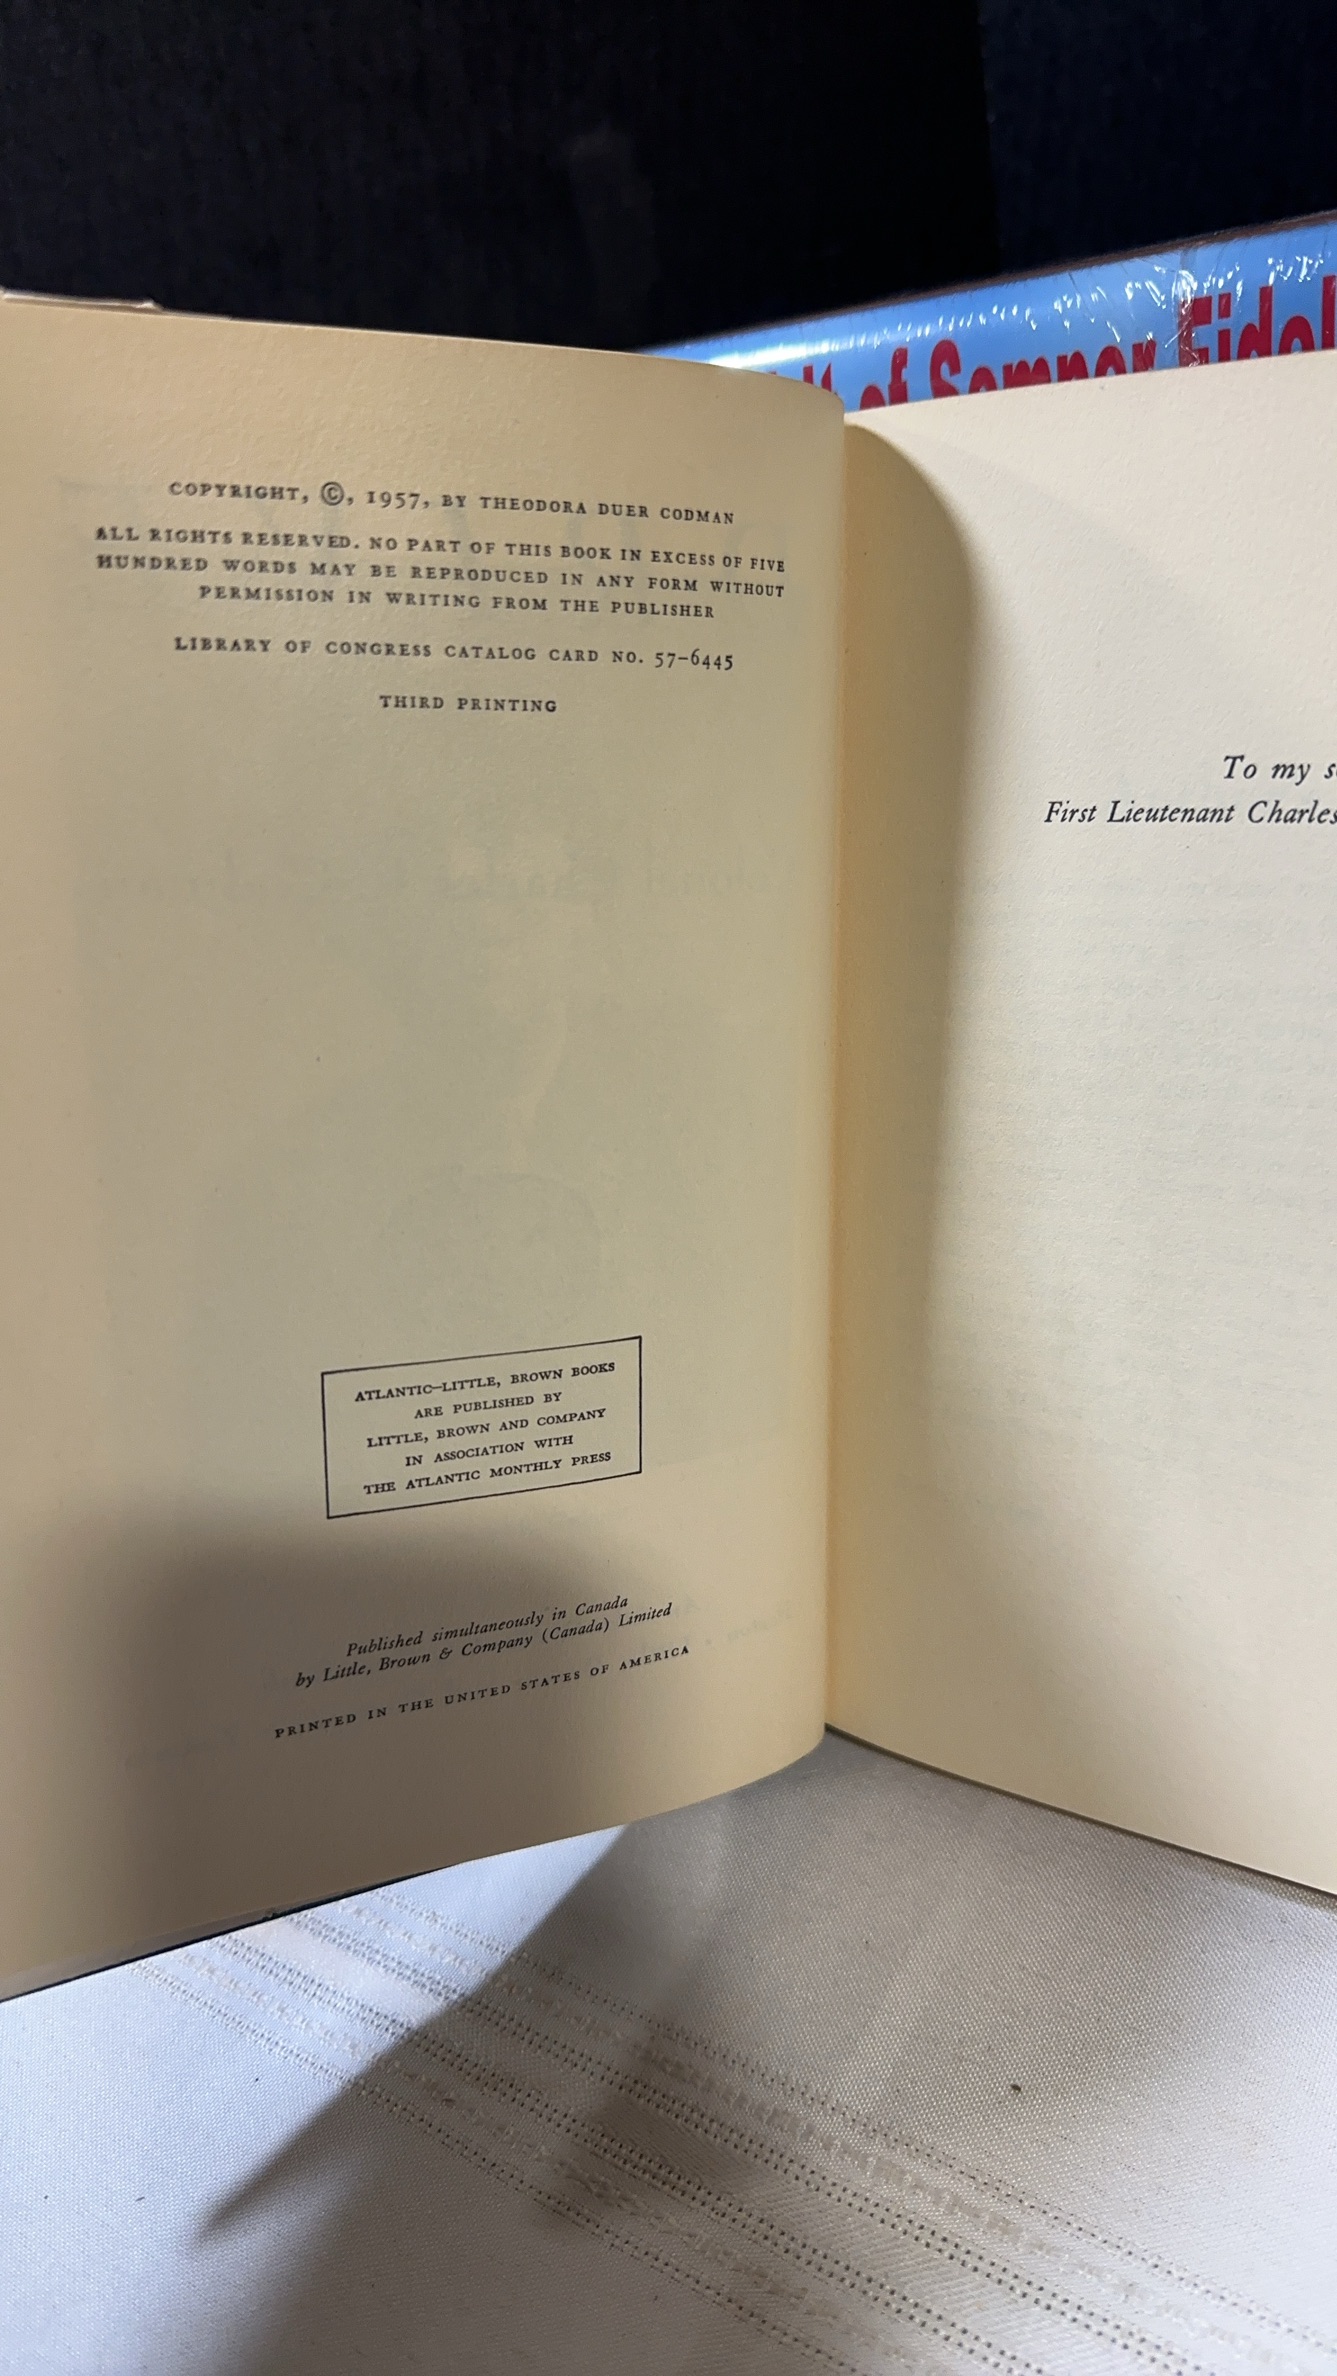 of Semper Fidel
COPYRIGHT, ©, 1957, BY THEODORA DUER CODMAN
ALL RIGHTS RESERVED. NO PART OF THIS BOOK IN EXCESS OF FIVE
HUNDRED WORDS MAY BE REPRODUCED IN ANY FORM WITHOUT
PERMISSION IN WRITING FROM THE PUBLISHER
LIBRARY OF CONGRESS CATALOG CARD NO. 57-6445
THIRD PRINTING
ATLANTIC–LITTLE, BROWN BOOKS
ARE PUBLISHED BY
LITTLE, BROWN AND COMPANY
IN ASSOCIATION WITH
THE ATLANTIC MONTHLY PRESS
Published simultaneously in Canada
by Little, Brown & Company (Canada) Limited
PRINTED IN THE UNITED STATES OF AMERICA
To my s
First Lieutenant Charles